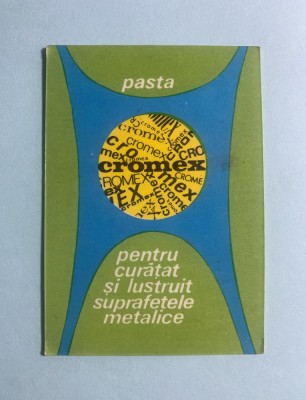 pasta
cromex
pentru
curățat
și lustruit
suprafețele
metalice